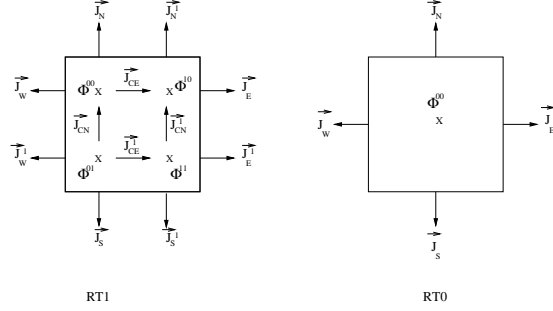 J_N J_N^1 J_N
Φ^00 X J_CE X Φ^10
J_W J_E
Φ^00
X
J_CN J_CN^1
J_W J_E
J_W^1 X J_CE^1 X J_E^1
Φ^01 Φ^11
J_S J_S^1
J_S
RT1 RT0